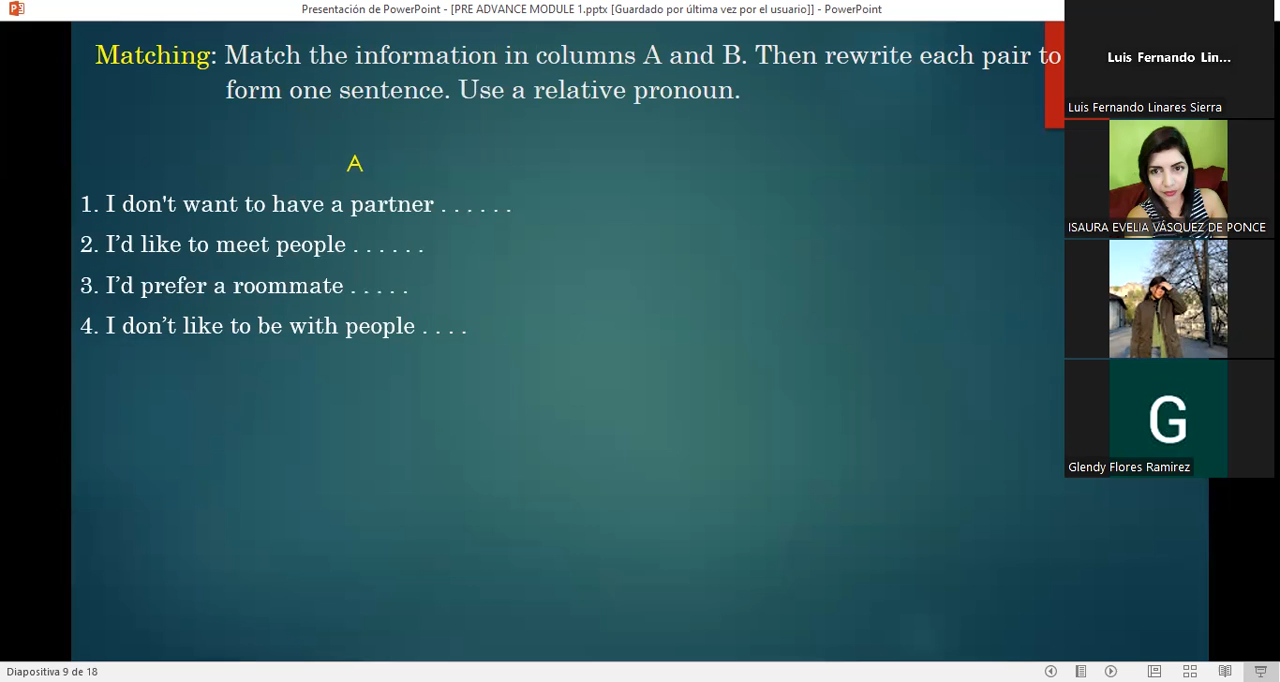 Presentación de PowerPoint - [PRE ADVANCE MODULE 1.pptx [Guardado por última vez por el usuario]] - PowerPoint
Matching: Match the information in columns A and B. Then rewrite each pair to
form one sentence. Use a relative pronoun.
A
1. I don't want to have a partner . . . . . .
2. I’d like to meet people . . . . . .
3. I’d prefer a roommate . . . . .
4. I don’t like to be with people . . . .
Luis Fernando Lin...
Luis Fernando Linares Sierra
ISAURA EVELIA VÁSQUEZ DE PONCE
G
Glendy Flores Ramirez
Diapositiva 9 de 18